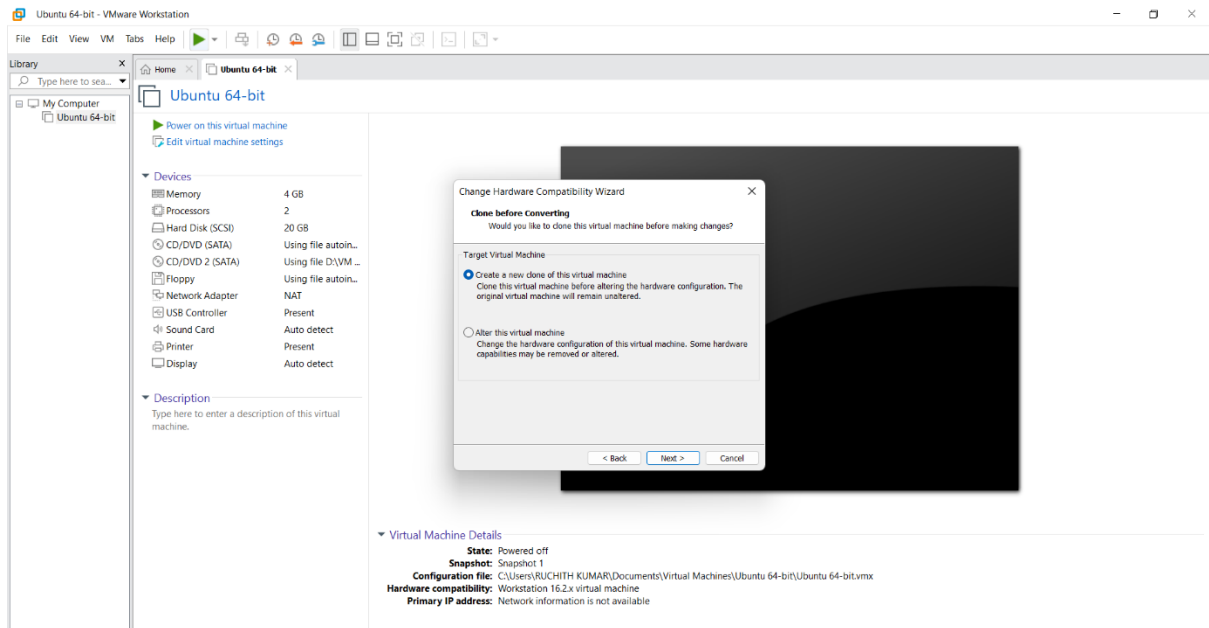 Ubuntu 64-bit - VMware Workstation
File Edit View VM Tabs Help
Library X
Home
Ubuntu 64-bit
Type here to sea...
My Computer
Ubuntu 64-bit
Ubuntu 64-bit
Power on this virtual machine
Edit virtual machine settings
Devices
Memory 4 GB
Processors 2
Hard Disk (SCSI) 20 GB
CD/DVD (SATA) Using file autoin...
CD/DVD 2 (SATA) Using file D:\VM ...
Floppy Using file autoin...
Network Adapter NAT
USB Controller Present
Sound Card Auto detect
Printer Present
Display Auto detect
Description
Type here to enter a description of this virtual
machine.
Change Hardware Compatibility Wizard
Clone before Converting
Would you like to clone this virtual machine before making changes?
Target Virtual Machine
Create a new clone of this virtual machine
Clone this virtual machine before altering the hardware configuration. The
original virtual machine will remain unaltered.
Alter this virtual machine
Change the hardware configuration of this virtual machine. Some hardware
capabilities may be removed or altered.
< Back Next > Cancel
Virtual Machine Details
State: Powered off
Snapshot: Snapshot 1
Configuration file: C:\Users\RUCHITH KUMAR\Documents\Virtual Machines\Ubuntu 64-bit\Ubuntu 64-bit.vmx
Hardware compatibility: Workstation 16.2.x virtual machine
Primary IP address: Network information is not available